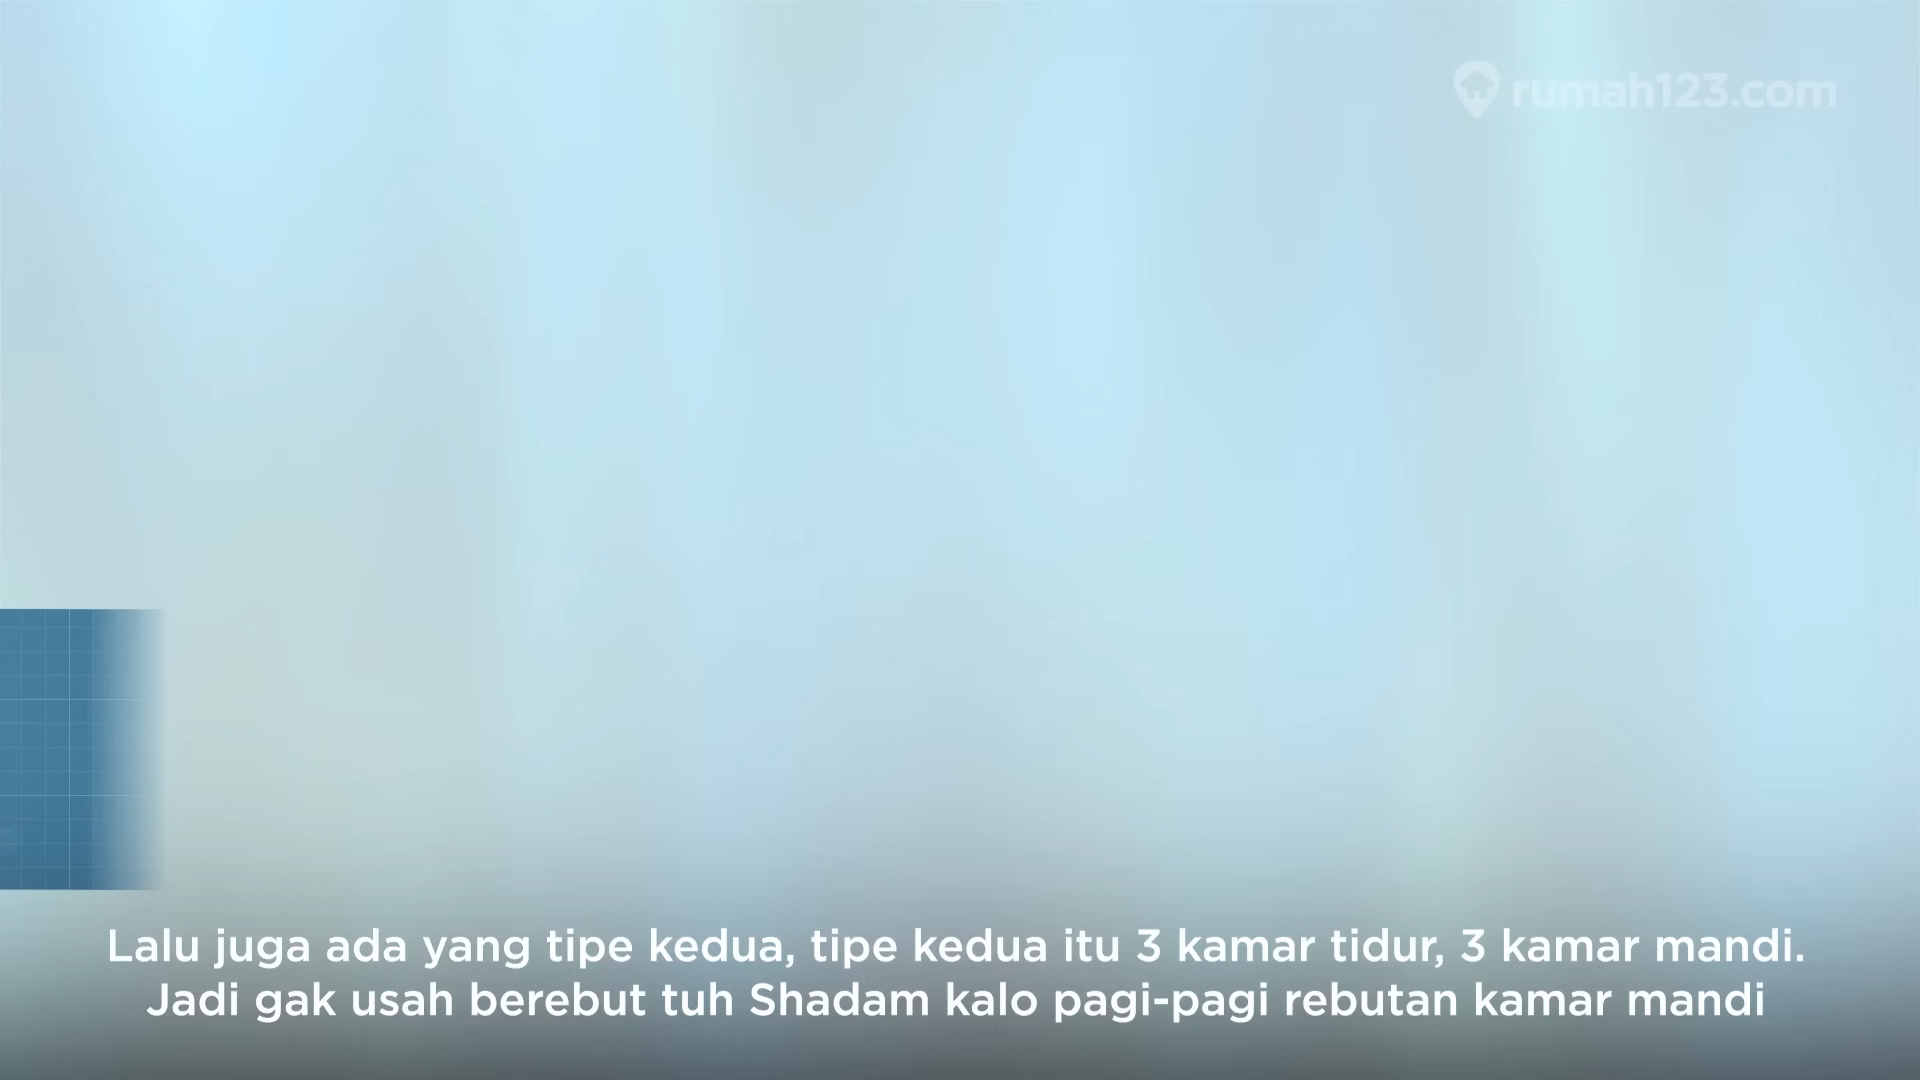 rumah123.com
Lalu juga ada yang tipe kedua, tipe kedua itu 3 kamar tidur, 3 kamar mandi.
Jadi gak usah berebut tuh Shadam kalo pagi-pagi rebutan kamar mandi